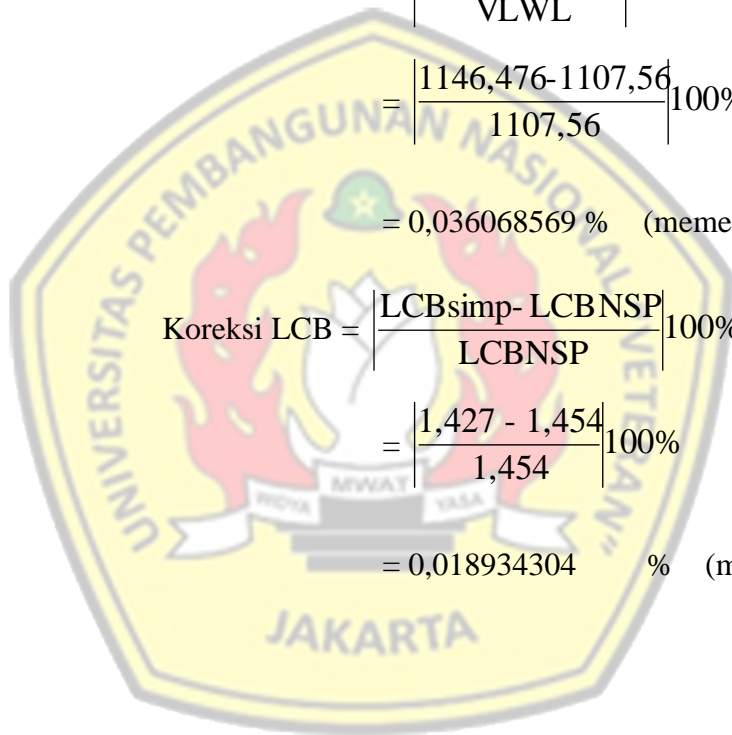 VLWL
= |1146,476-1107,56 / 1107,56| 100%
= 0,036068569 % (meme
Koreksi LCB = |LCBsimp- LCBNSP / LCBNSP| 100%
= |1,427 - 1,454 / 1,454| 100%
= 0,018934304 % (m
UNIVERSITAS PEMBANGUNAN NASIONAL VETERAN"
WIDYA MWAT YASA
JAKARTA